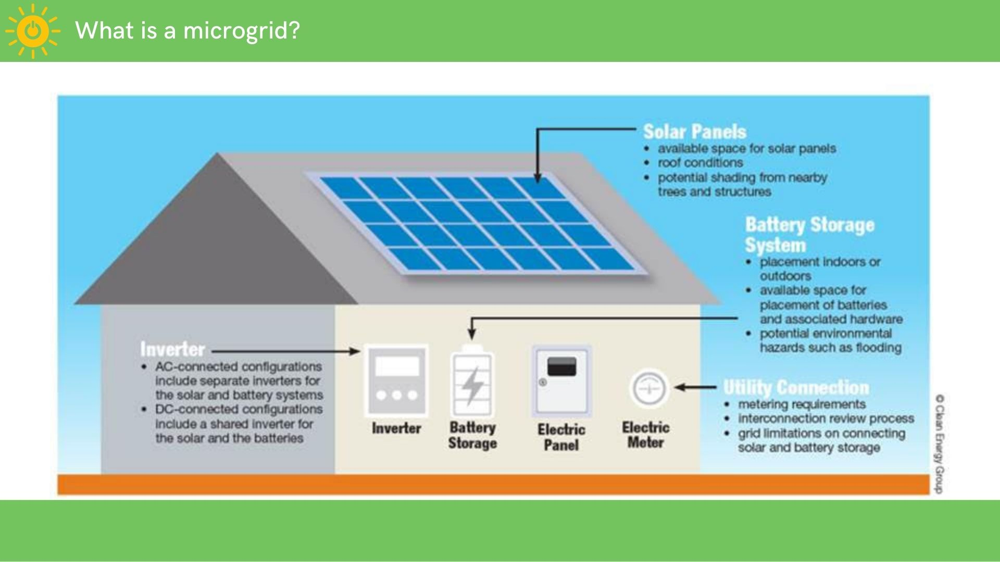 What is a microgrid?
Solar Panels
• available space for solar panels
• roof conditions
• potential shading from nearby
trees and structures
Battery Storage
System
• placement indoors or
outdoors
• available space for
placement of batteries
and associated hardware
• potential environmental
hazards such as flooding
Inverter
• AC-connected configurations
include separate inverters for
the solar and battery systems
• DC-connected configurations
include a shared inverter for
the solar and the batteries
Inverter
Battery
Storage
Electric
Panel
Electric
Meter
Utility Connection
• metering requirements
• interconnection review process
• grid limitations on connecting
solar and battery storage
© Clean Energy Group